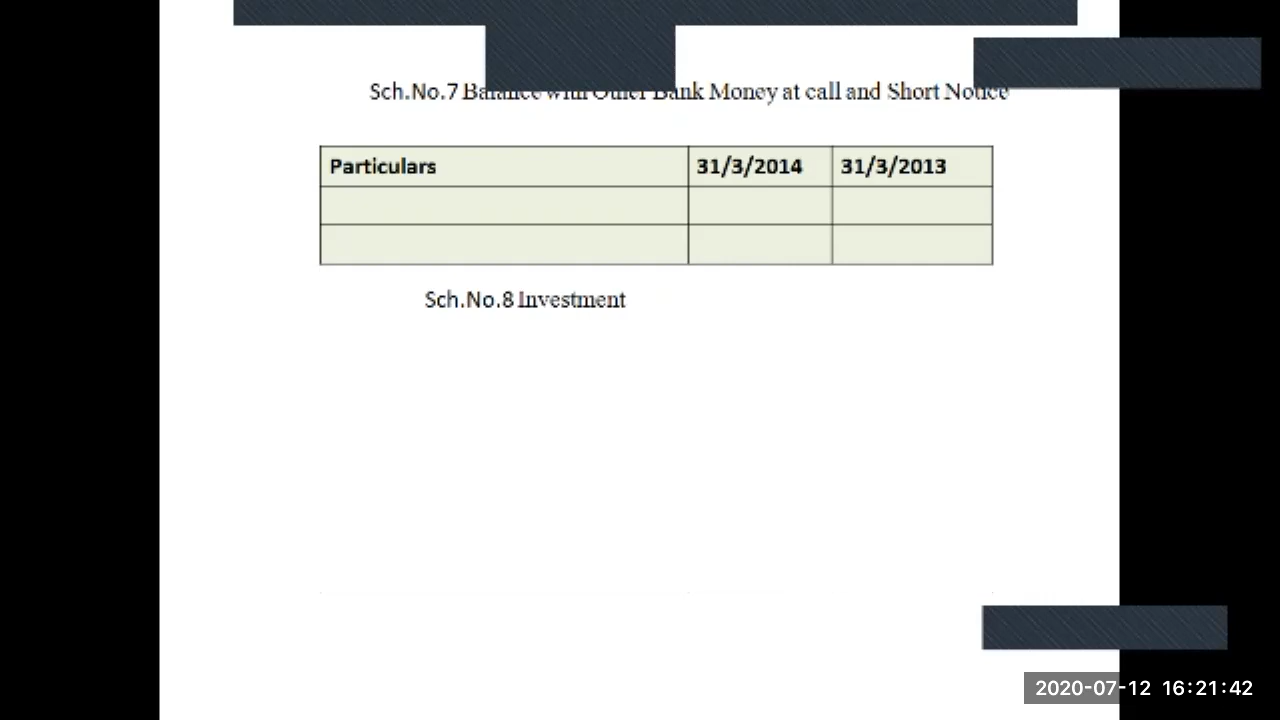 Sch.No.7 Balance with Other Bank Money at call and Short Notice
Particulars 31/3/2014 31/3/2013
Sch.No.8 Investment
2020-07-12 16:21:42